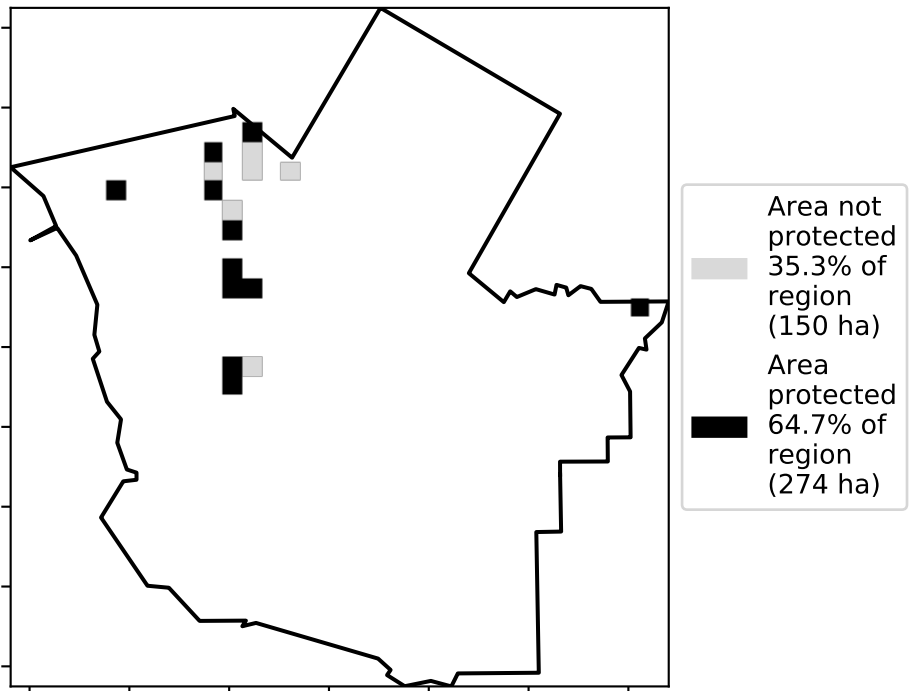 Area not
protected
35.3% of
region
(150 ha)
Area
protected
64.7% of
region
(274 ha)